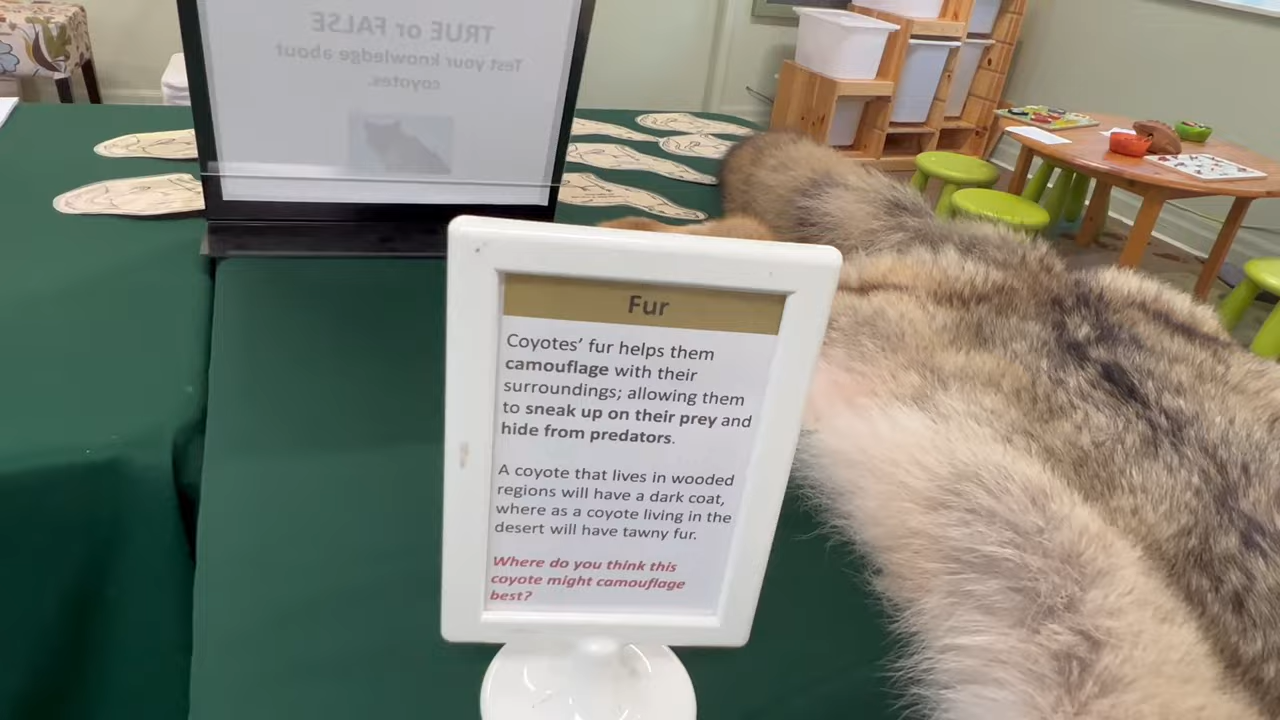 TRUE or FALSE
Test your knowledge about
coyotes.
Fur
Coyotes’ fur helps them
camouflage with their
surroundings; allowing them
to sneak up on their prey and
hide from predators.
A coyote that lives in wooded
regions will have a dark coat,
where as a coyote living in the
desert will have tawny fur.
Where do you think this
coyote might camouflage
best?